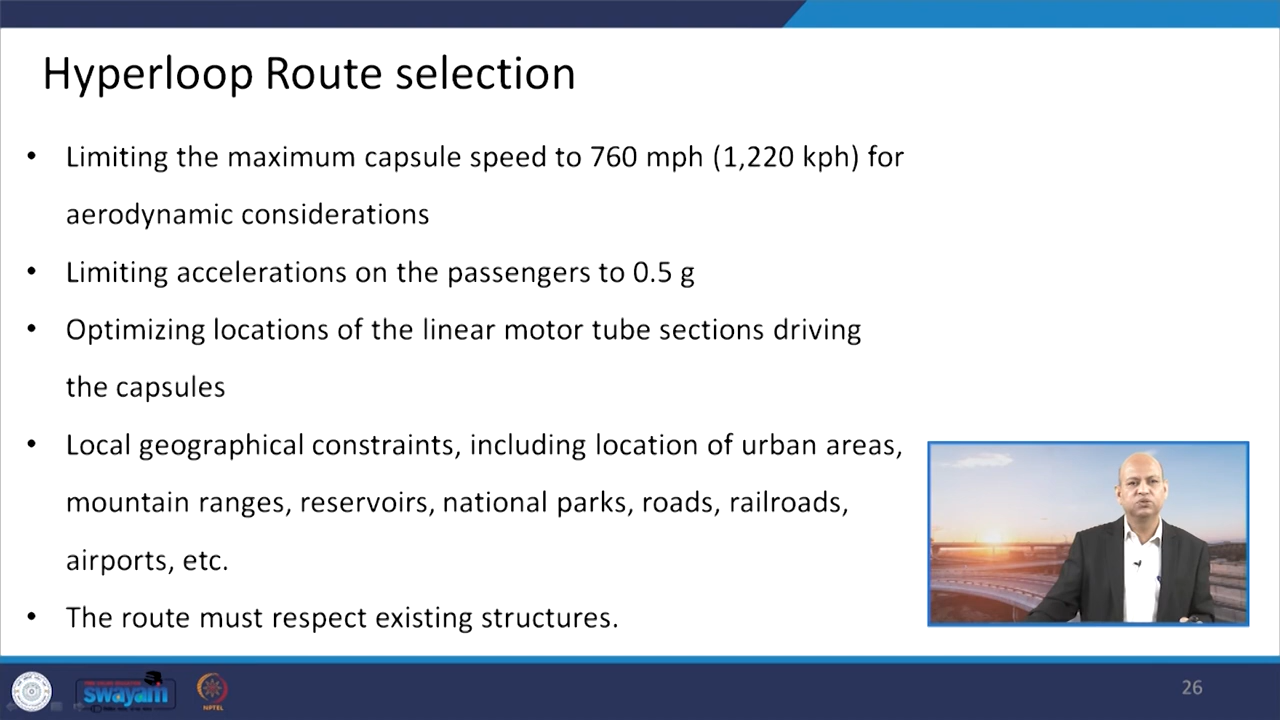 Hyperloop Route selection
• Limiting the maximum capsule speed to 760 mph (1,220 kph) for
aerodynamic considerations
• Limiting accelerations on the passengers to 0.5 g
• Optimizing locations of the linear motor tube sections driving
the capsules
• Local geographical constraints, including location of urban areas,
mountain ranges, reservoirs, national parks, roads, railroads,
airports, etc.
• The route must respect existing structures.
swayam
NPTEL
26